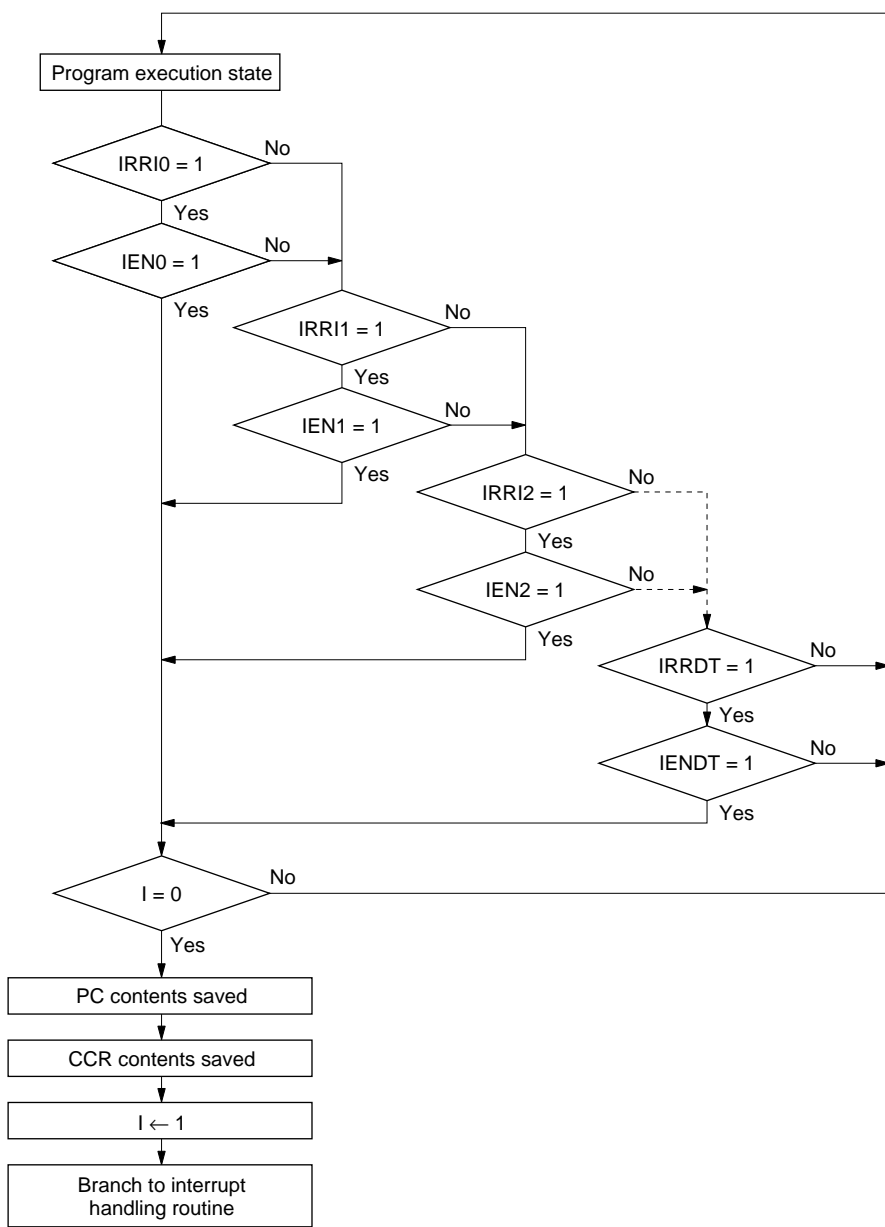 Program execution state
IRRI0 = 1
No
Yes
IEN0 = 1
No
Yes
IRRI1 = 1
No
Yes
IEN1 = 1
No
Yes
IRRI2 = 1
No
Yes
IEN2 = 1
No
Yes
IRRDT = 1
No
Yes
IENDT = 1
No
Yes
I = 0
No
Yes
PC contents saved
CCR contents saved
I ← 1
Branch to interrupt
handling routine